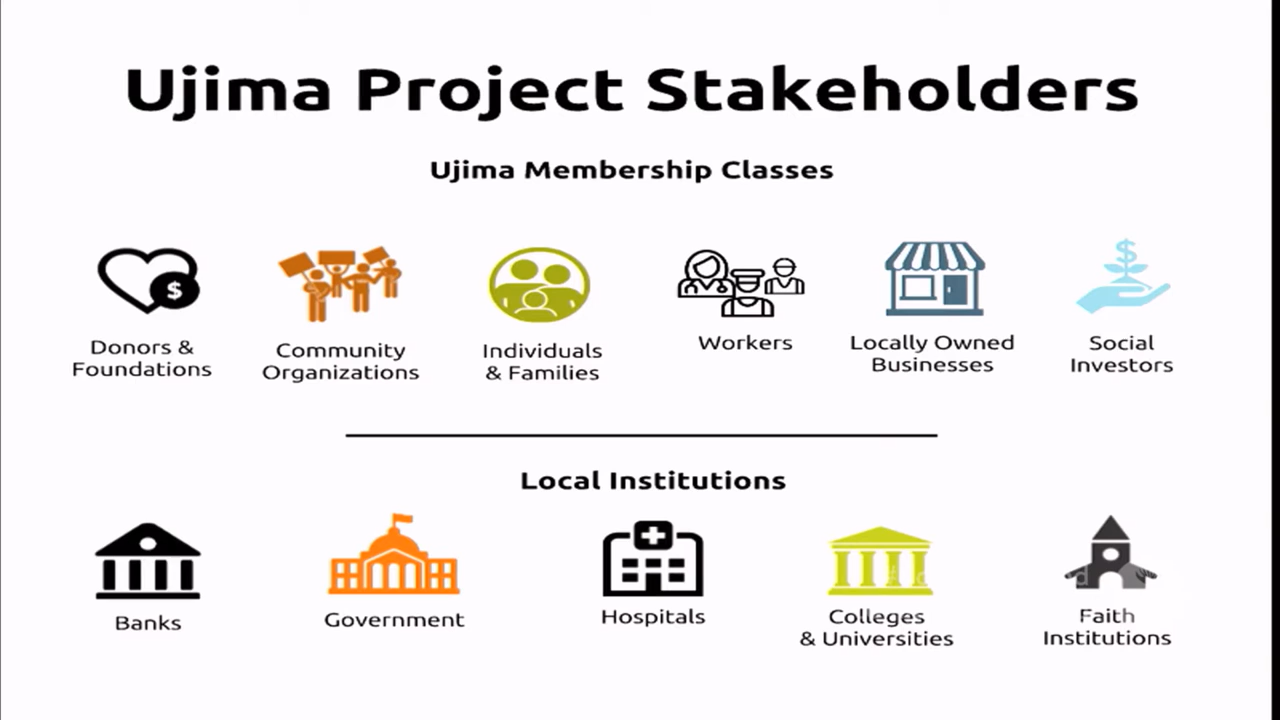 Ujima Project Stakeholders
Ujima Membership Classes
$
$
Donors &
Foundations
Community
Organizations
Individuals
& Families
Workers
Locally Owned
Businesses
Social
Investors
Local Institutions
Banks
Government
Hospitals
Colleges
& Universities
Faith
Institutions